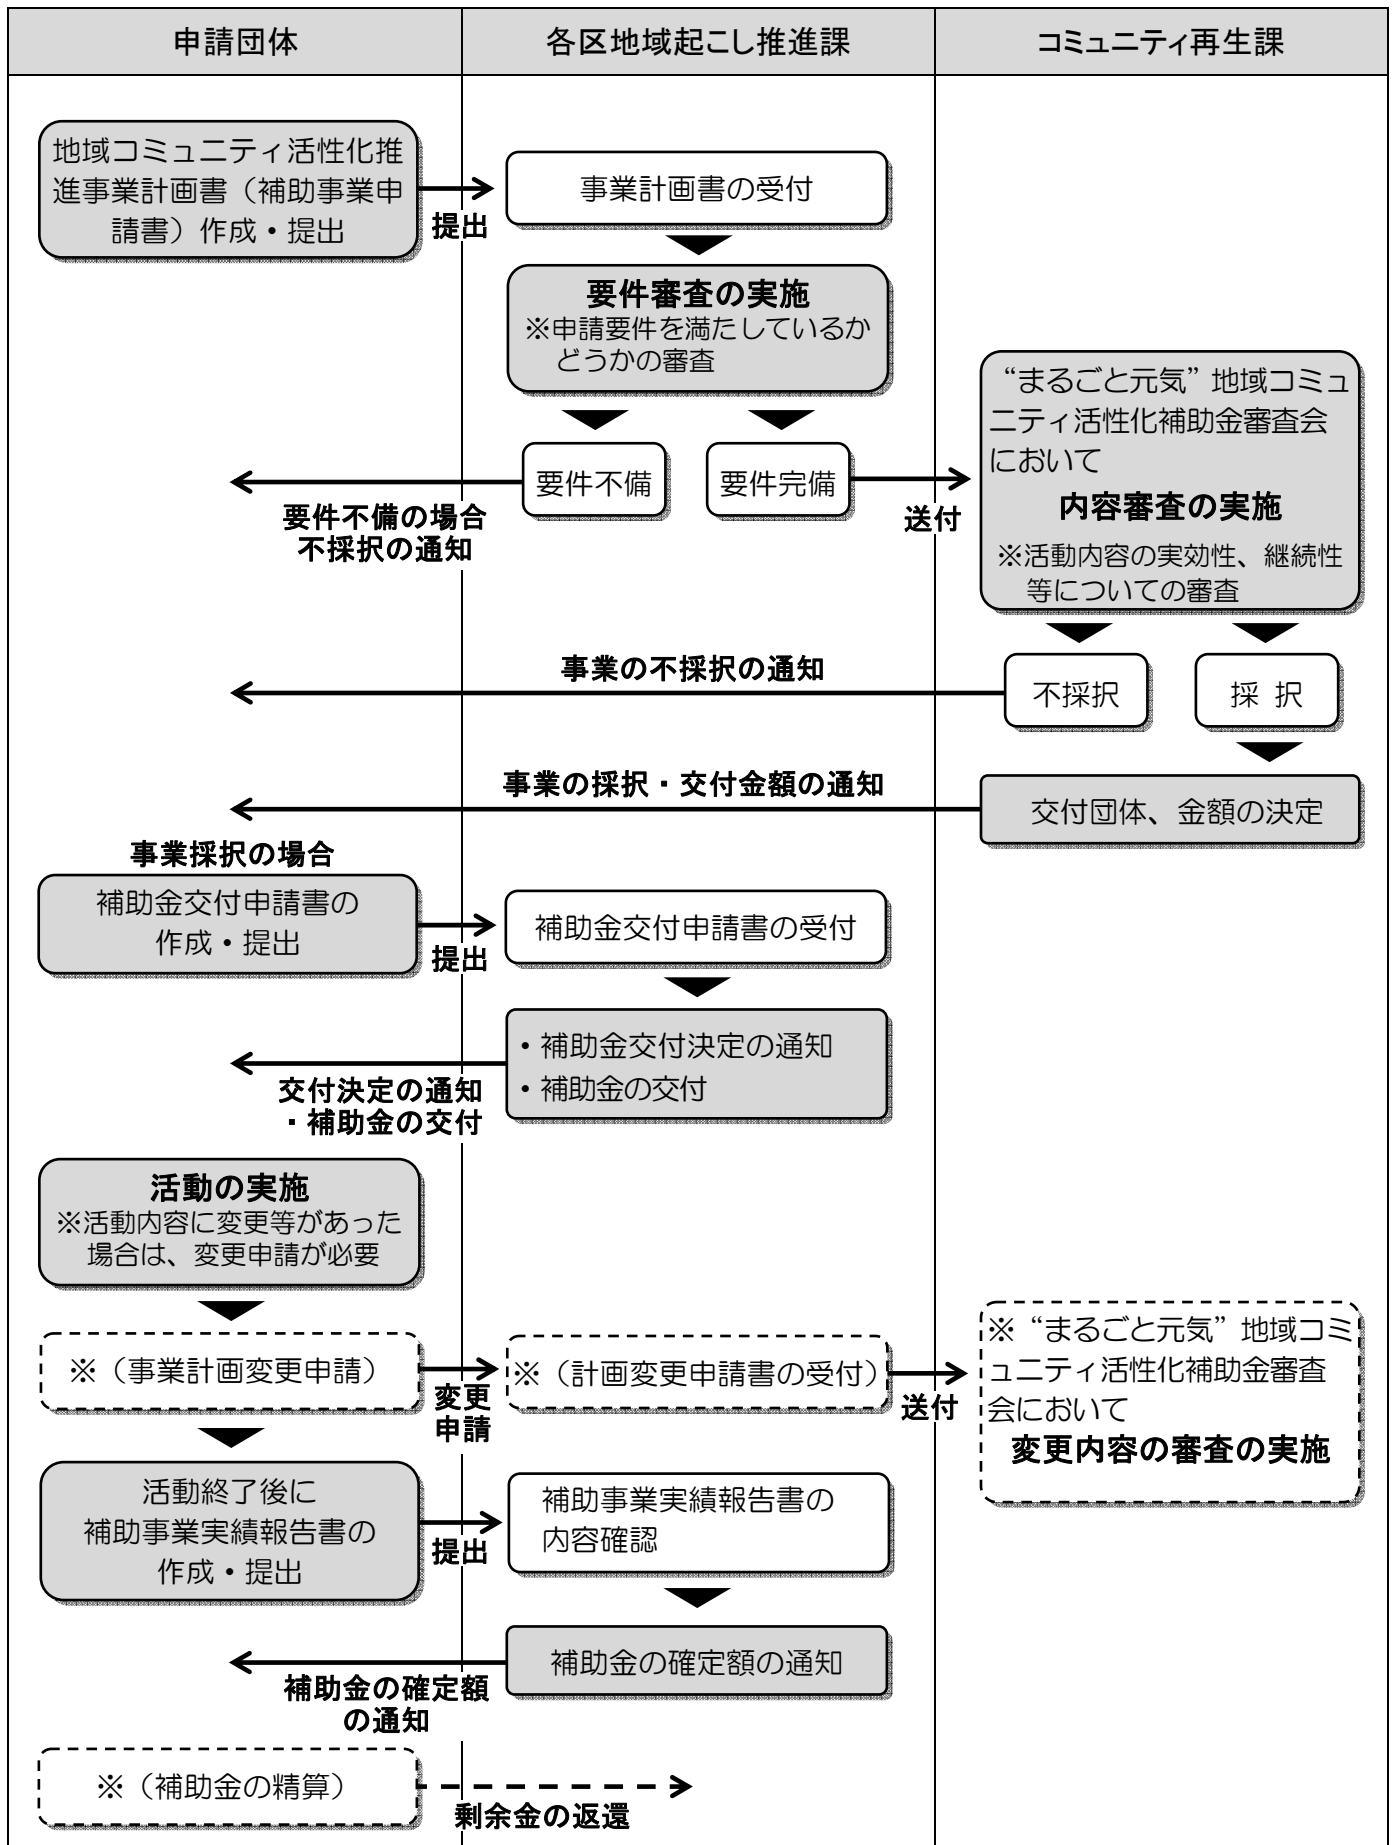 申請団体
各区地域起こし推進課
コミュニティ再生課
地域コミュニティ活性化推
進事業計画書（補助事業申
請書）作成・提出
提出
事業計画書の受付
要件審査の実施
※申請要件を満たしているか
どうかの審査
要件不備
要件完備
要件不備の場合
不採択の通知
送付
“まるごと元気”地域コミュ
ニティ活性化補助金審査会
において
内容審査の実施
※活動内容の実効性、継続性
等についての審査
事業の不採択の通知
不採択
採 択
事業の採択・交付金額の通知
交付団体、金額の決定
事業採択の場合
補助金交付申請書の
作成・提出
提出
補助金交付申請書の受付
・補助金交付決定の通知
・補助金の交付
交付決定の通知
・補助金の交付
活動の実施
※活動内容に変更等があった
場合は、変更申請が必要
※（事業計画変更申請）
変更
申請
※（計画変更申請書の受付）
送付
※“まるごと元気”地域コミ
ュニティ活性化補助金審査
会において
変更内容の審査の実施
活動終了後に
補助事業実績報告書の
作成・提出
提出
補助事業実績報告書の
内容確認
補助金の確定額の通知
補助金の確定額
の通知
※（補助金の精算）
剰余金の返還